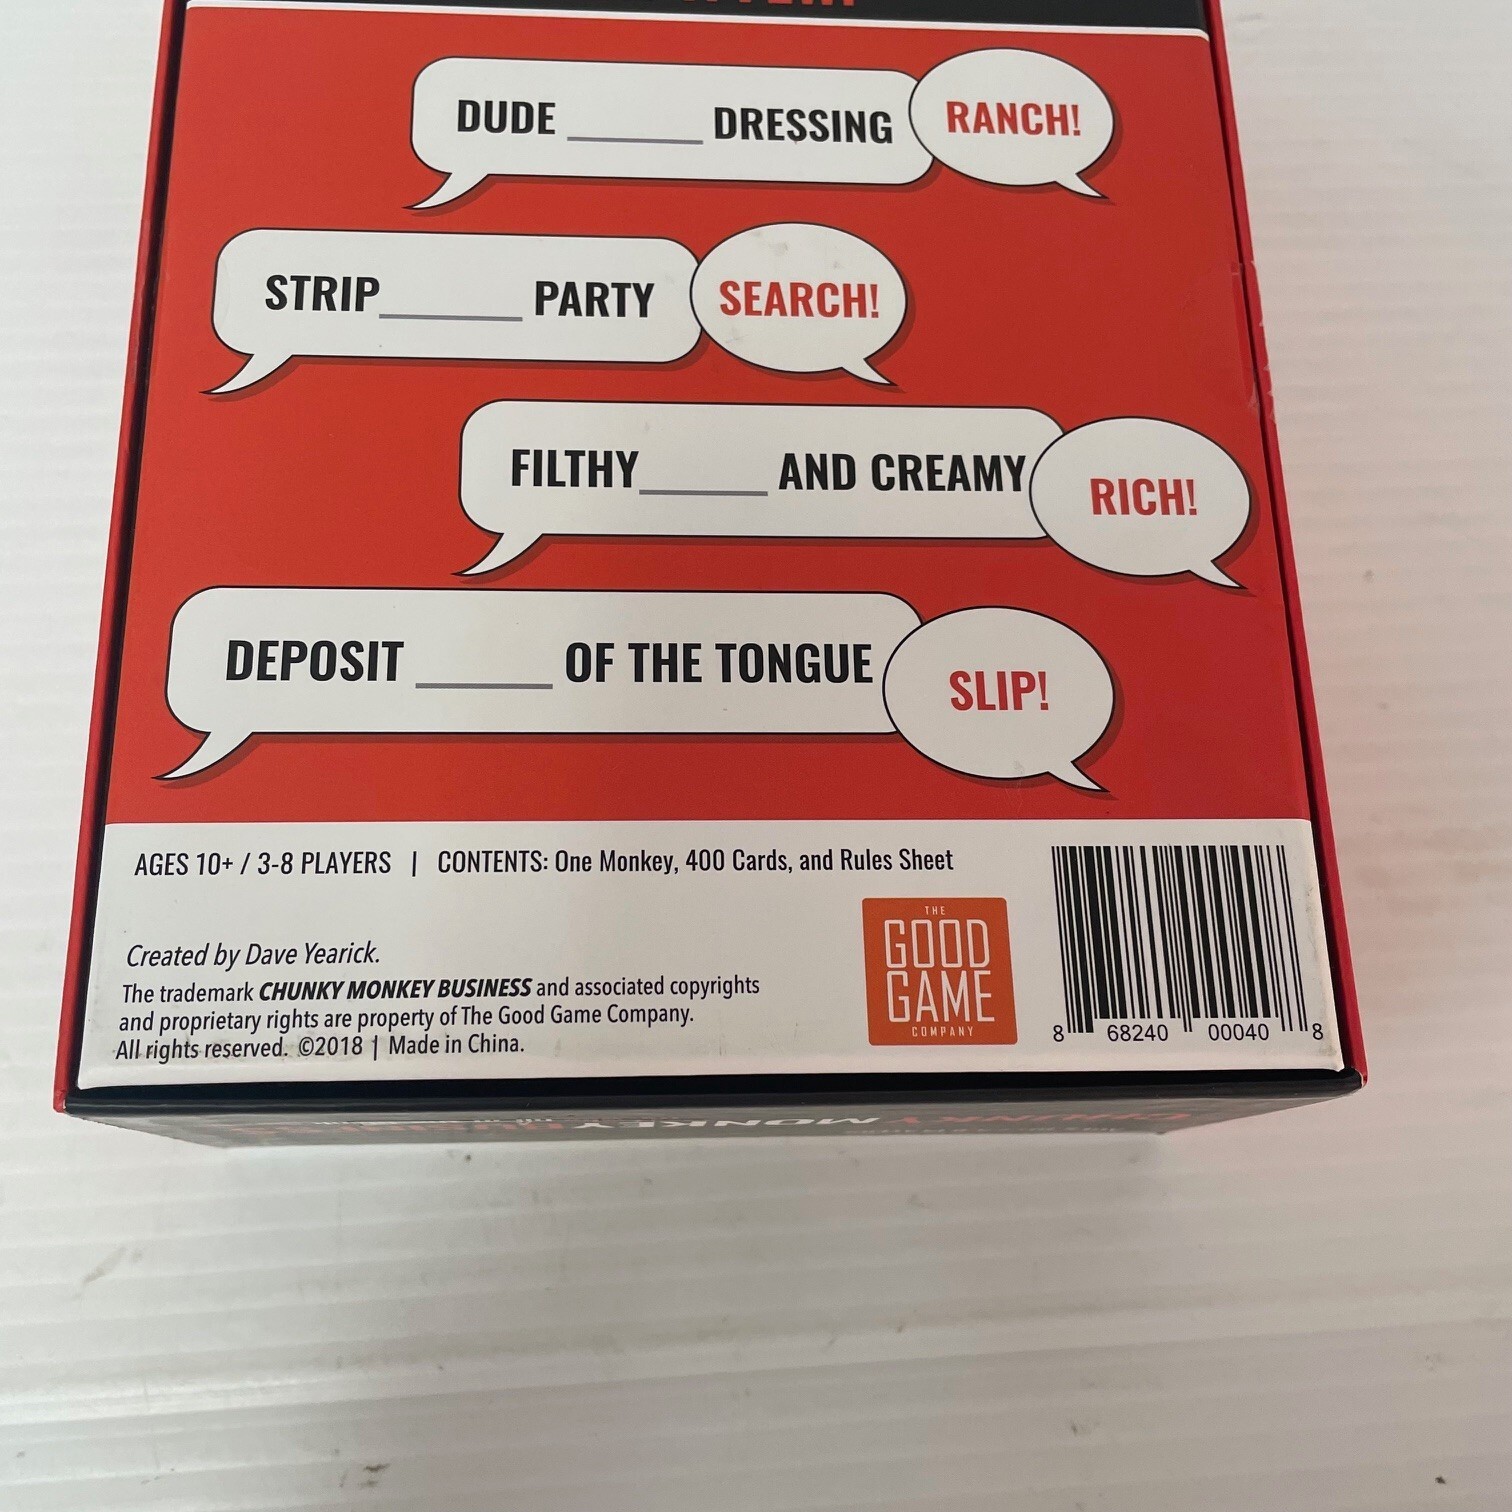 DUDE ______ DRESSING
RANCH!
STRIP______ PARTY
SEARCH!
FILTHY______ AND CREAMY
RICH!
DEPOSIT ______ OF THE TONGUE
SLIP!
AGES 10+ / 3-8 PLAYERS | CONTENTS: One Monkey, 400 Cards, and Rules Sheet
Created by Dave Yearick.
The trademark CHUNKY MONKEY BUSINESS and associated copyrights
and proprietary rights are property of The Good Game Company.
All rights reserved. ©2018 | Made in China.
THE
GOOD
GAME
COMPANY
8 68240 00040 8
CHUNKY MONKEY